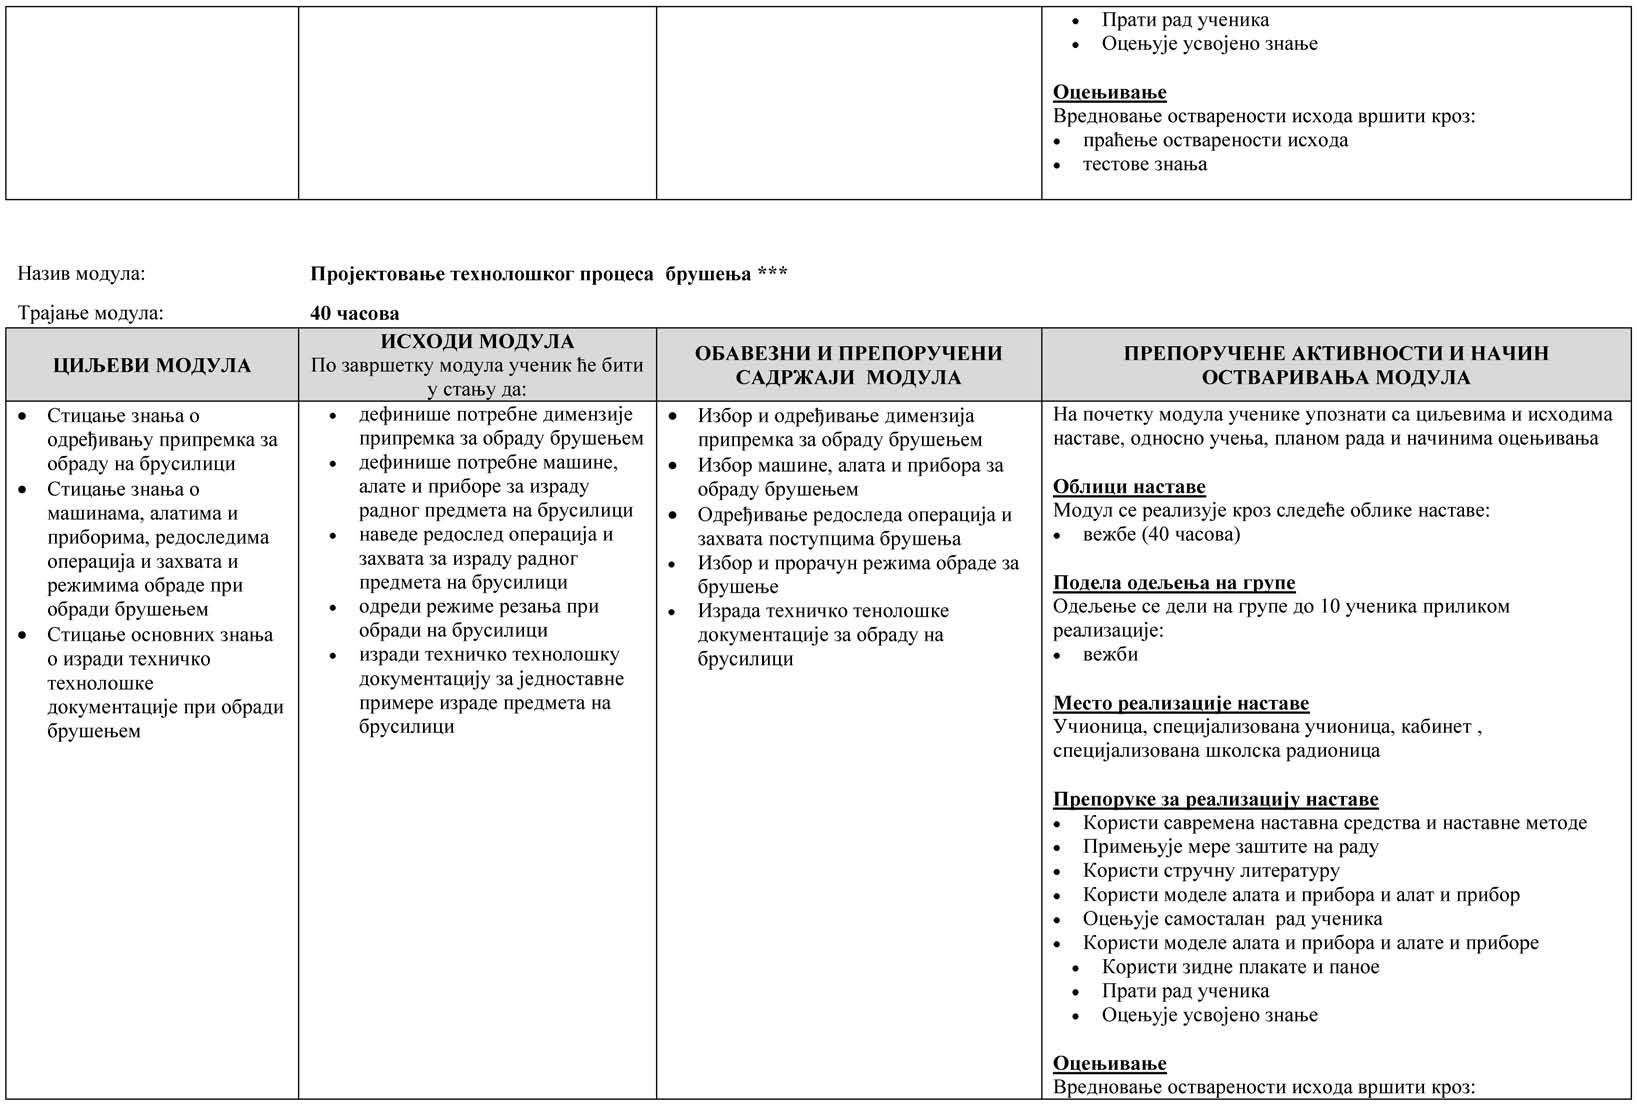 • Прати рад ученика
• Оцењује усвојено знање
Оцењивање
Вредновање остварености исхода вршити кроз:
• праћење остварености исхода
• тестове знања
Назив модула: Пројектовање технолошког процеса  брушења ***
Трајање модула: 40 часова
ЦИЉЕВИ МОДУЛА
ИСХОДИ МОДУЛА
По завршетку модула ученик ће бити
у стању да:
ОБАВЕЗНИ И ПРЕПОРУЧЕНИ
САДРЖАЈИ  МОДУЛА
ПРЕПОРУЧЕНЕ АКТИВНОСТИ И НАЧИН
ОСТВАРИВАЊА МОДУЛА
• Стицање знања о
одређивању припремка за
обраду на брусилици
• Стицање знања о
машинама, алатима и
приборима, редоследима
операција и захвата и
режимима обраде при
обради брушењем
• Стицање основних знања
о изради техничко
технолошке
документације при обради
брушењем
• дефинише потребне димензије
припремка за обраду брушењем
• дефинише потребне машине,
алате и приборе за израду
радног предмета на брусилици
• наведе редослед операција и
захвата за израду радног
предмета на брусилици
• одреди режиме резања при
обради на брусилици
• изради техничко технолошку
документацију за једноставне
примере израде предмета на
брусилици
• Избор и одређивање димензија
припремка за обраду брушењем
• Избор машине, алата и прибора за
обраду брушењем
• Одређивање редоследа операција и
захвата поступцима брушења
• Избор и прорачун режима обраде за
брушење
• Израда техничко тенолошке
документације за обраду на
брусилици
На почетку модула ученике упознати са циљевима и исходима
наставе, односно учења, планом рада и начинима оцењивања
Облици наставе
Модул се реализује кроз следеће облике наставе:
• вежбе (40 часова)
Подела одељења на групе
Одељење се дели на групе до 10 ученика приликом
реализације:
• вежби
Место реализације наставе
Учионица, специјализована учионица, кабинет ,
специјализована школска радионица
Препоруке за реализацију наставе
• Користи савремена наставна средства и наставне методе
• Примењује мере заштите на раду
• Користи стручну литературу
• Користи моделе алата и прибора и алат и прибор
• Оцењује самосталан  рад ученика
• Користи моделе алата и прибора и алате и приборе
• Користи зидне плакате и паное
• Прати рад ученика
• Оцењује усвојено знање
Оцењивање
Вредновање остварености исхода вршити кроз: